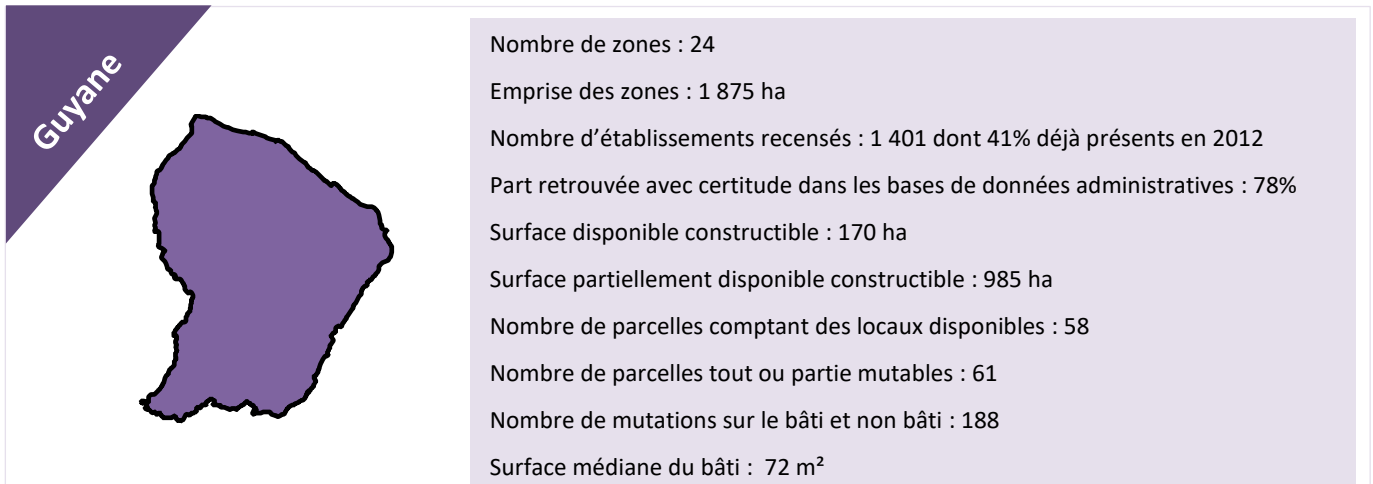 Guyane
Nombre de zones : 24
Emprise des zones : 1 875 ha
Nombre d’établissements recensés : 1 401 dont 41% déjà présents en 2012
Part retrouvée avec certitude dans les bases de données administratives : 78%
Surface disponible constructible : 170 ha
Surface partiellement disponible constructible : 985 ha
Nombre de parcelles comptant des locaux disponibles : 58
Nombre de parcelles tout ou partie mutables : 61
Nombre de mutations sur le bâti et non bâti : 188
Surface médiane du bâti :  72 m²